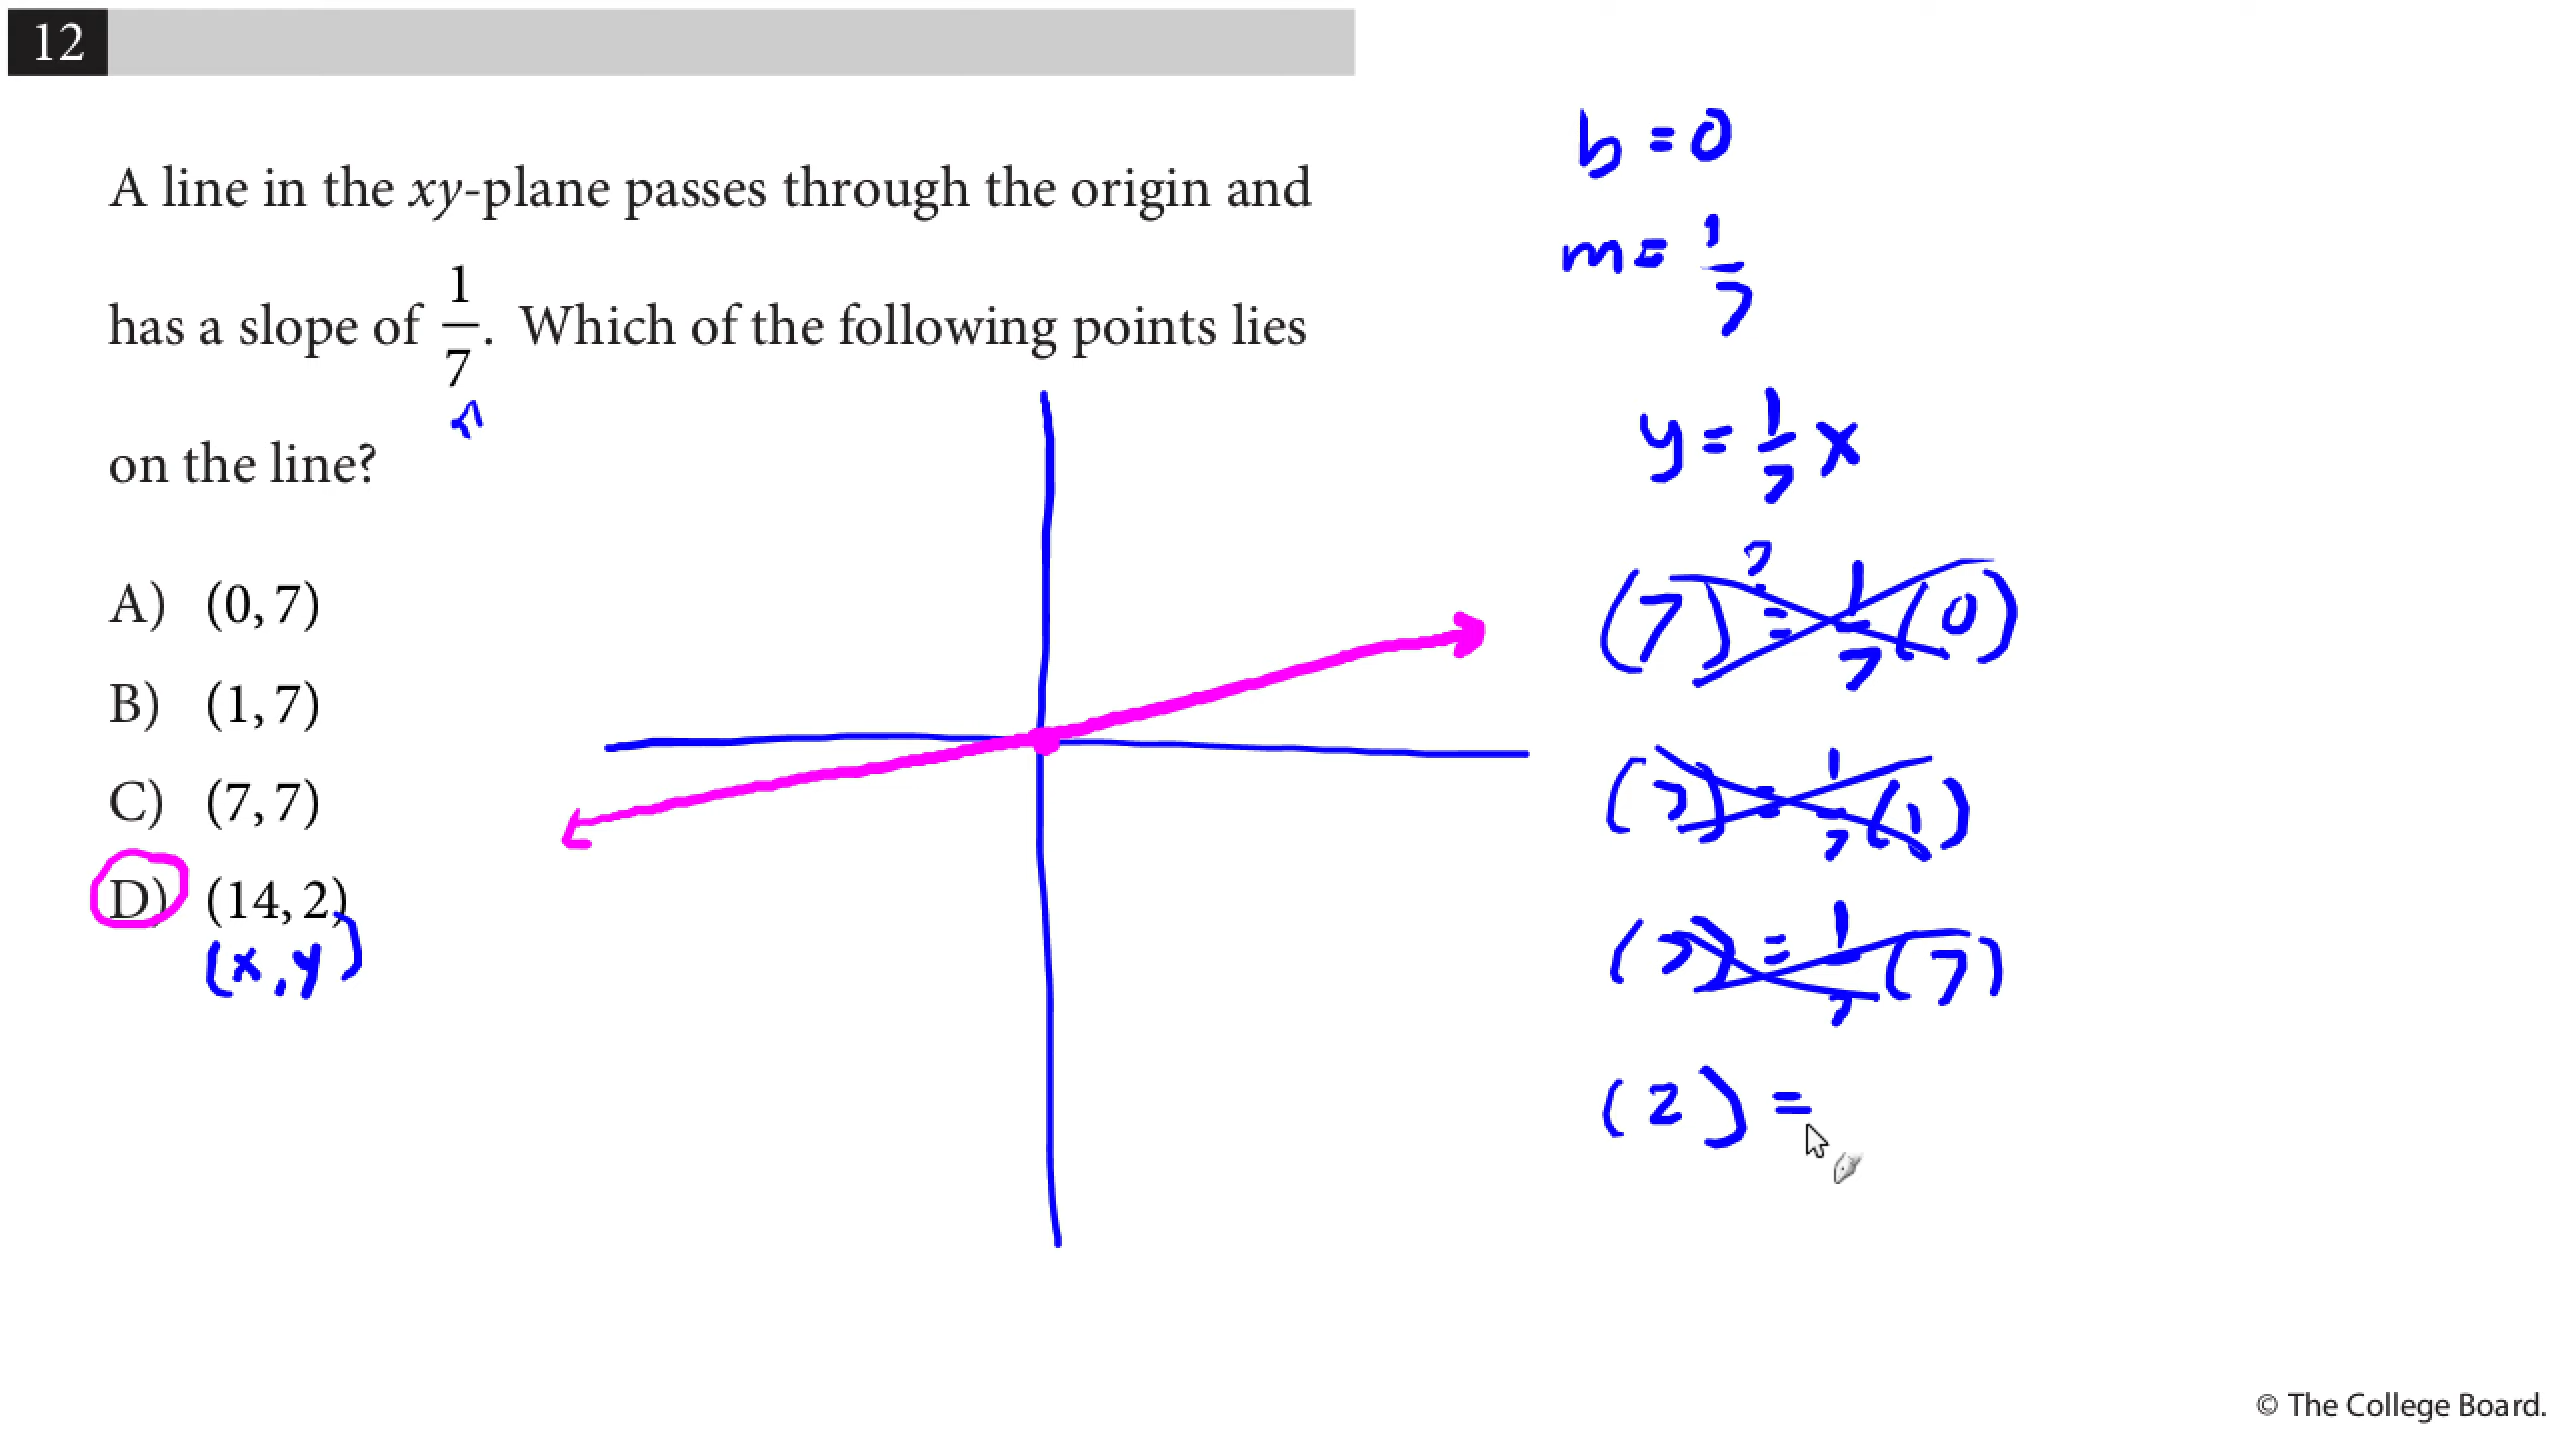 12
A line in the xy-plane passes through the origin and
has a slope of 1/7. Which of the following points lies
on the line?
A) (0, 7)
B) (1, 7)
C) (7, 7)
D) (14, 2)
(x, y)
b = 0
m = 1/7
y = 1/7 x
(7) ?= 1/7 (0)
(7) = 1/7 (1)
(7) = 1/7 (7)
(2) =
© The College Board.